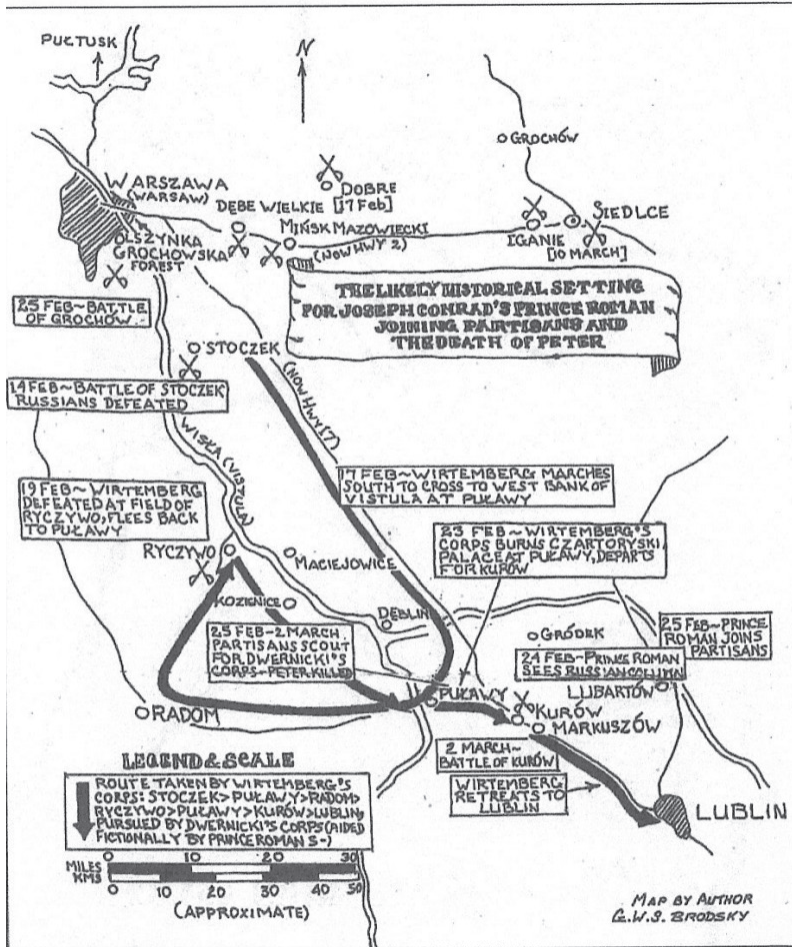 PUŁTUSK
N
GROCHÓW
WARSZAWA
(WARSAW)
DOBRE
[17 Feb]
DĘBE WIELKIE
MIŃSK MAZOWIECKI
(NOW HWY 2)
SIEDLCE
IGANIE
[10 MARCH]
OLSZYNKA
GROCHOWSKA
FOREST
THE LIKELY HISTORICAL SETTING
FOR JOSEPH CONRAD'S PRINCE ROMAN
JOINING PARTISANS AND
THE DEATH OF PETER
25 FEB~BATTLE
OF GROCHÓW..
STOCZEK
(NOW HWY 17)
14 FEB~BATTLE OF STOCZEK
RUSSIANS DEFEATED
WISŁA (VISTULA)
17 FEB~WIRTEMBERG MARCHES
SOUTH TO CROSS TO WEST BANK OF
VISTULA AT PUŁAWY
19 FEB~WIRTEMBERG
DEFEATED AT FIELD OF
RYCZYWO, FLEES BACK
TO PUŁAWY
23 FEB~WIRTEMBERG'S
CORPS BURNS CZARTORYSKI
PALACE AT PUŁAWY, DEPARTS
FOR KURÓW
RYCZYWO
MACIEJOWICE
KOZIENICE
DĘBLIN
25 FEB-2 MARCH
PARTISANS SCOUT
FOR DWERNICKI'S
CORPS-PETER KILLED
GRÓDEK
25 FEB~PRINCE
ROMAN JOINS
PARTISANS
24 FEB-PRINCE ROMAN
SEES RUSSIAN COLUMN
LUBARTÓW
PUŁAWY
KURÓW
MARKUSZÓW
RADOM
2 MARCH~
BATTLE OF KURÓW
WIRTEMBERG
RETREATS TO
LUBLIN
LUBLIN
LEGEND & SCALE
ROUTE TAKEN BY WIRTEMBERG'S
CORPS: STOCZEK>PUŁAWY>RADOM>
RYCZYWO>PUŁAWY>KURÓW>LUBLIN,
PURSUED BY DWERNICKI'S CORPS (AIDED
FICTIONALLY BY PRINCE ROMAN S-)
0 10 20 30
MILES
KMS
0 10 20 30 40 50
(APPROXIMATE)
MAP BY AUTHOR
G.W.S. BRODSKY